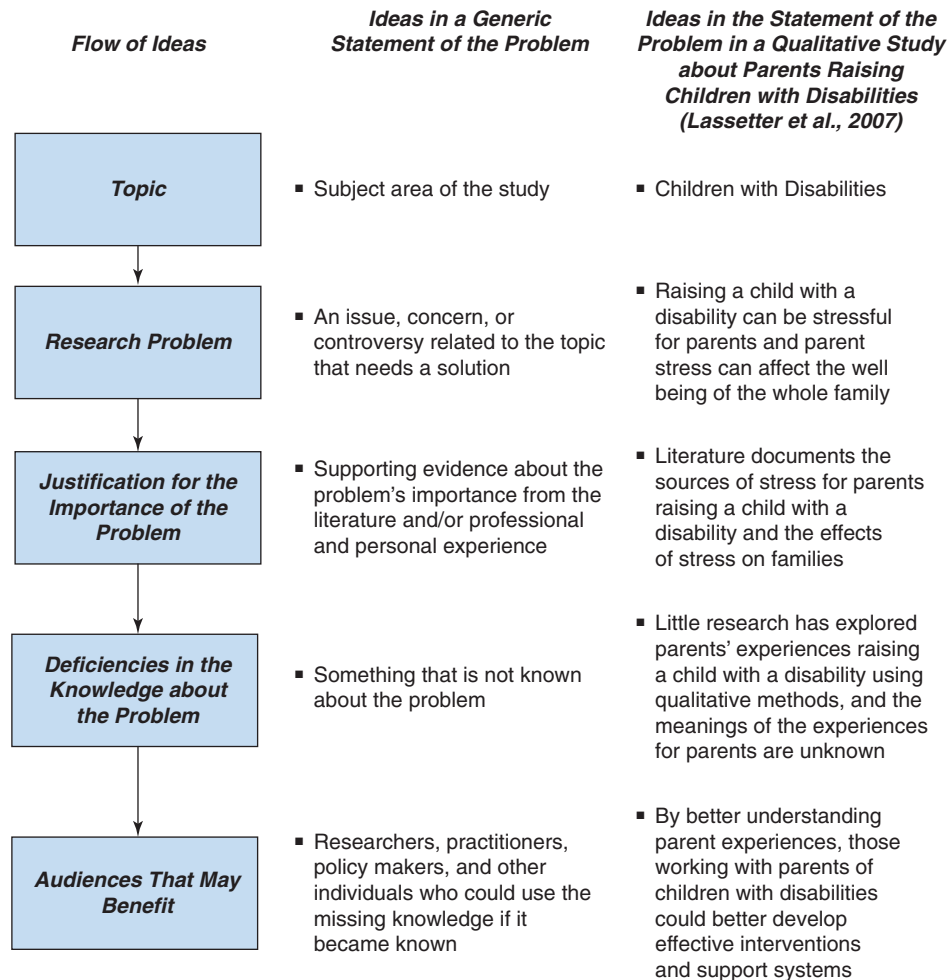 Flow of Ideas
Ideas in a Generic
Statement of the Problem
Ideas in the Statement of the
Problem in a Qualitative Study
about Parents Raising
Children with Disabilities
(Lassetter et al., 2007)
Topic
■ Subject area of the study
■ Children with Disabilities
Research Problem
■ An issue, concern, or
controversy related to the topic
that needs a solution
■ Raising a child with a
disability can be stressful
for parents and parent
stress can affect the well
being of the whole family
Justification for the
Importance of the
Problem
■ Supporting evidence about the
problem's importance from the
literature and/or professional
and personal experience
■ Literature documents the
sources of stress for parents
raising a child with a
disability and the effects
of stress on families
Deficiencies in the
Knowledge about
the Problem
■ Something that is not known
about the problem
■ Little research has explored
parents' experiences raising
a child with a disability using
qualitative methods, and the
meanings of the experiences
for parents are unknown
Audiences That May
Benefit
■ Researchers, practitioners,
policy makers, and other
individuals who could use the
missing knowledge if it
became known
■ By better understanding
parent experiences, those
working with parents of
children with disabilities
could better develop
effective interventions
and support systems